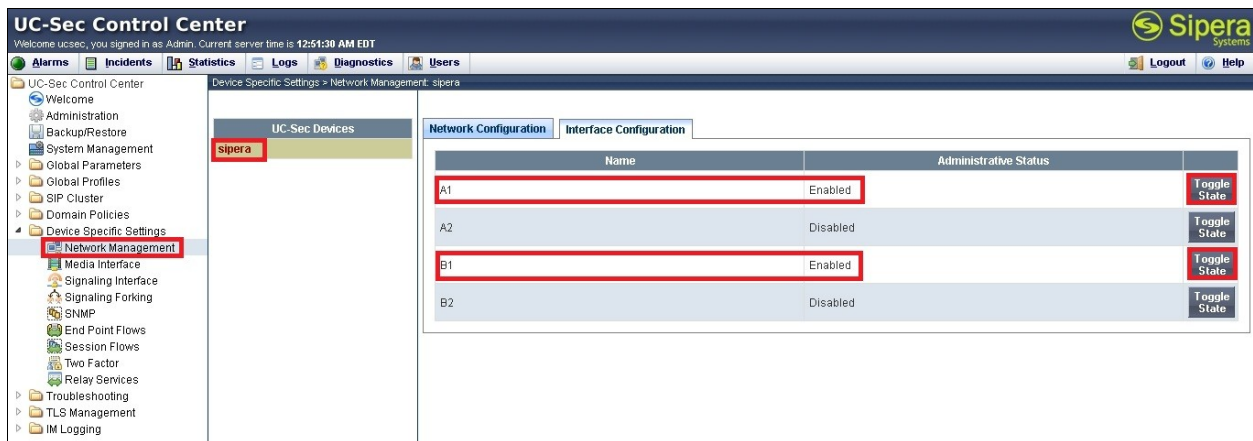 UC-Sec Control Center
Sipera
Systems
Welcome ucsec, you signed in as Admin. Current server time is 12:51:30 AM EDT
Alarms Incidents Statistics Logs Diagnostics Users Logout Help
UC-Sec Control Center
Welcome
Administration
Backup/Restore
System Management
Global Parameters
Global Profiles
SIP Cluster
Domain Policies
Device Specific Settings
Network Management
Media Interface
Signaling Interface
Signaling Forking
SNMP
End Point Flows
Session Flows
Two Factor
Relay Services
Troubleshooting
TLS Management
IM Logging
Device Specific Settings > Network Management: sipera
UC-Sec Devices
sipera
Network Configuration Interface Configuration
Name Administrative Status
A1 Enabled Toggle
State
A2 Disabled Toggle
State
B1 Enabled Toggle
State
B2 Disabled Toggle
State